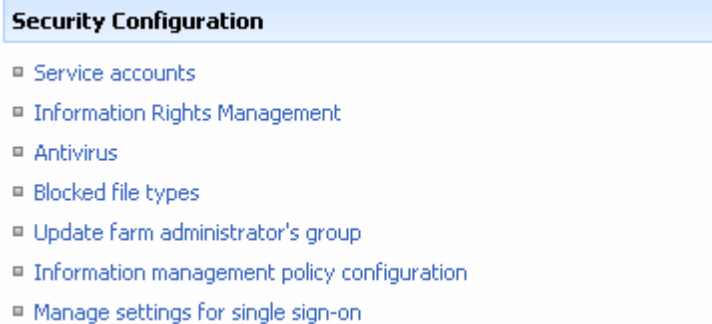 Security Configuration
Service accounts
Information Rights Management
Antivirus
Blocked file types
Update farm administrator's group
Information management policy configuration
Manage settings for single sign-on